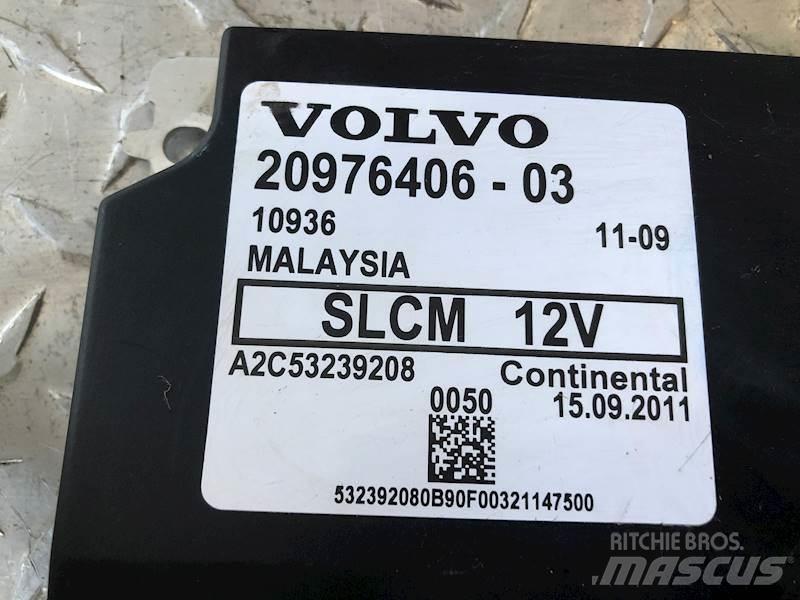 VOLVO
20976406 - 03
10936 11-09
MALAYSIA
SLCM 12V
A2C53239208 Continental
0050 15.09.2011
532392080B90F00321147500
RITCHIE BROS.
MASCUS